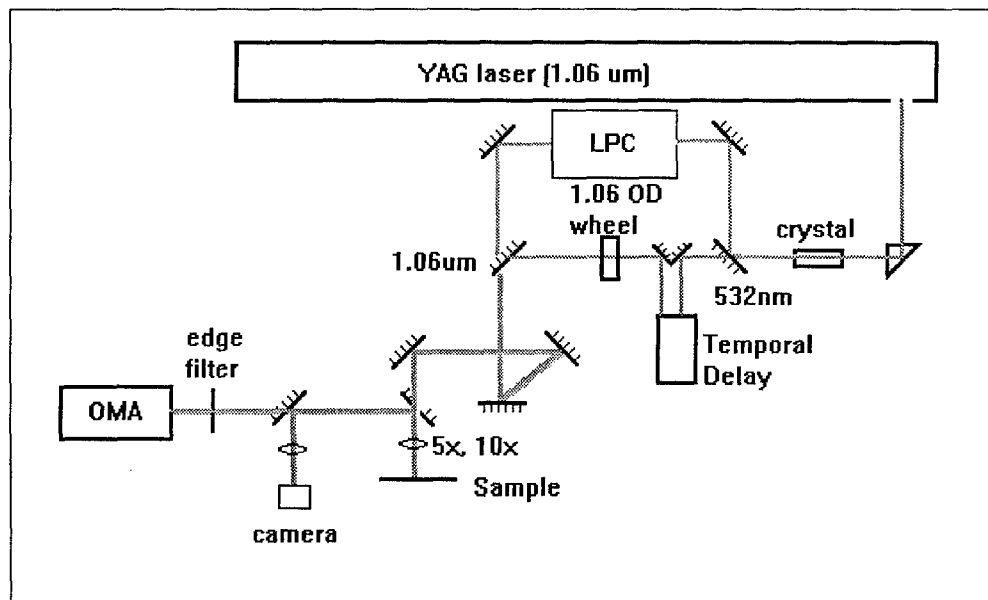 YAG laser (1.06 um)
LPC
1.06 OD
wheel
crystal
1.06um
532nm
edge
filter
Temporal
Delay
OMA
5x, 10x
Sample
camera